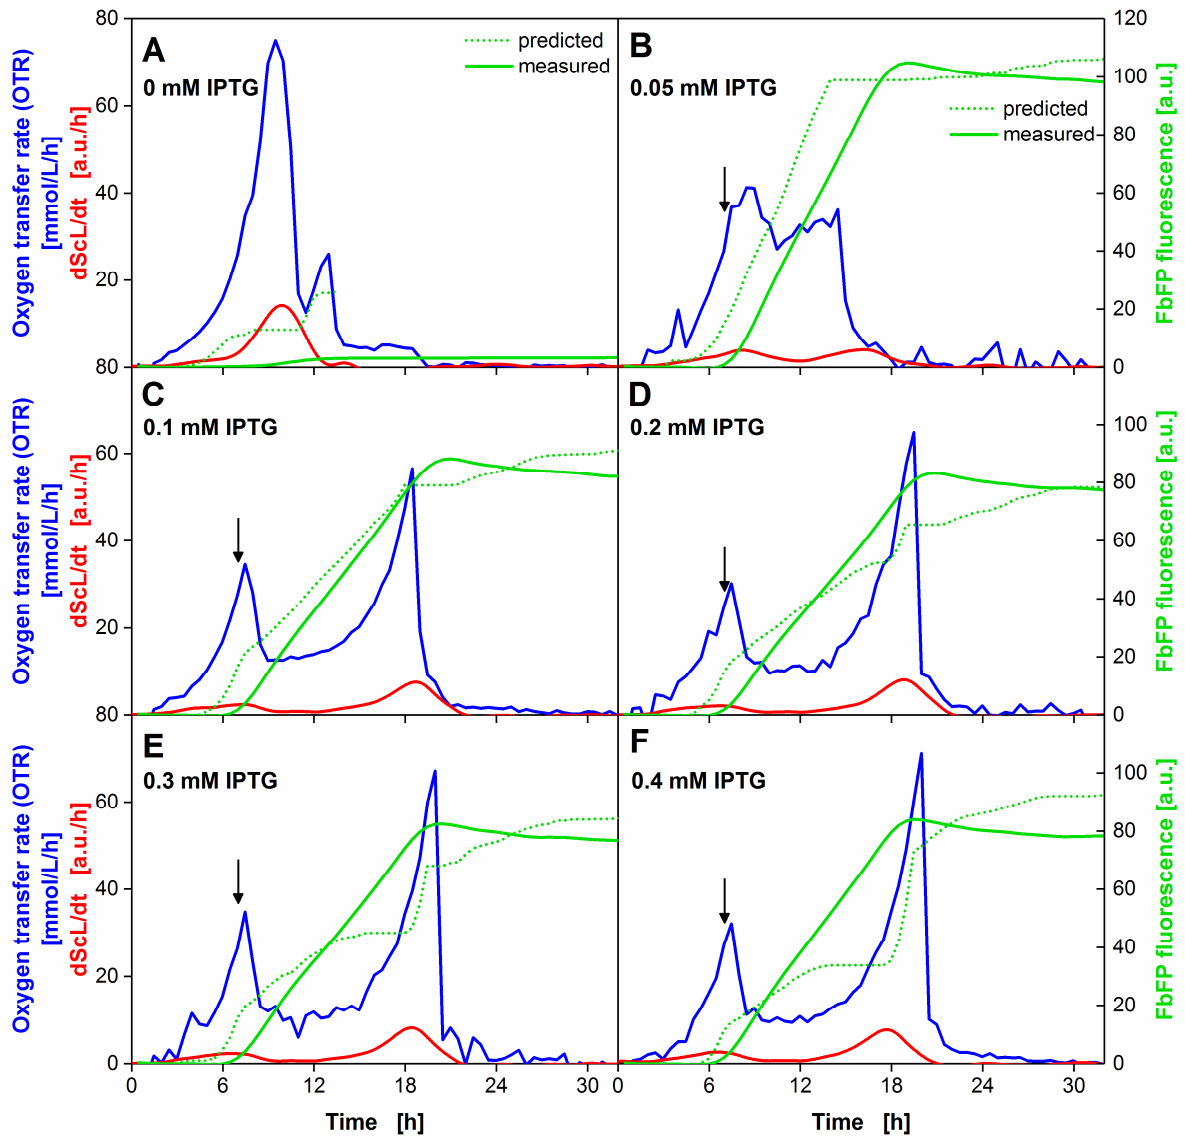 Oxygen transfer rate (OTR)
[mmol/L/h]
dScL/dt [a.u./h]
80
60
40
20
80
A
0 mM IPTG
predicted
measured
B
0.05 mM IPTG
predicted
measured
120
100
80
60
40
20
0
FbFP fluorescence [a.u.]
Oxygen transfer rate (OTR)
[mmol/L/h]
dScL/dt [a.u./h]
60
40
20
80
C
0.1 mM IPTG
D
0.2 mM IPTG
100
80
60
40
20
0
FbFP fluorescence [a.u.]
Oxygen transfer rate (OTR)
[mmol/L/h]
dScL/dt [a.u./h]
60
40
20
0
E
0.3 mM IPTG
F
0.4 mM IPTG
100
80
60
40
20
0
FbFP fluorescence [a.u.]
0 6 12 18 24 30 0 6 12 18 24 30
Time [h] Time [h]